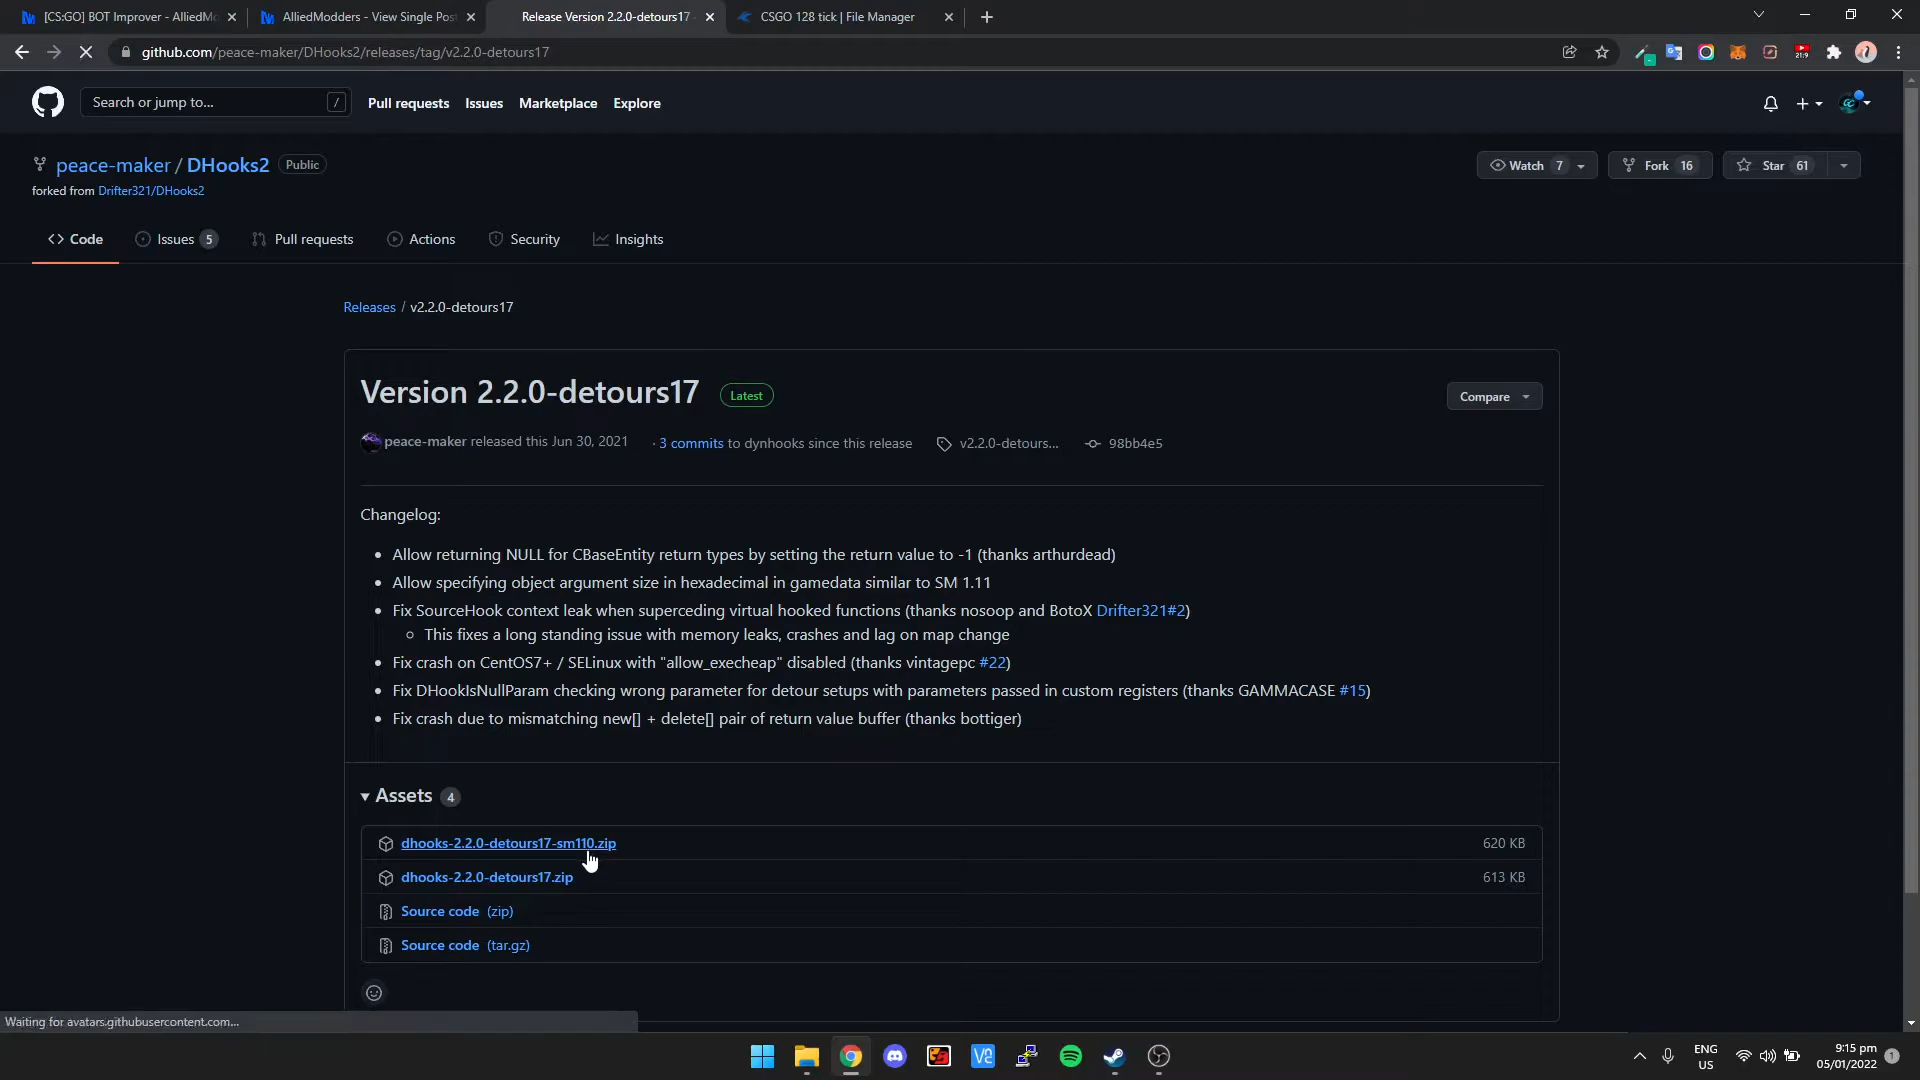 [CS:GO] BOT Improver - AlliedMo
AlliedModders - View Single Pos
Release Version 2.2.0-detours17
CSGO 128 tick | File Manager
github.com/peace-maker/DHooks2/releases/tag/v2.2.0-detours17
Search or jump to...
/
Pull requests
Issues
Marketplace
Explore
peace-maker / DHooks2 Public
Watch 7
Fork 16
Star 61
forked from Drifter321/DHooks2
Code
Issues 5
Pull requests
Actions
Security
Insights
Releases / v2.2.0-detours17
Version 2.2.0-detours17 Latest
Compare
peace-maker released this Jun 30, 2021 · 3 commits to dynhooks since this release v2.2.0-detours... 98bb4e5
Changelog:
Allow returning NULL for CBaseEntity return types by setting the return value to -1 (thanks arthurdead)
Allow specifying object argument size in hexadecimal in gamedata similar to SM 1.11
Fix SourceHook context leak when superceding virtual hooked functions (thanks nosoop and BotoX Drifter321#2)
This fixes a long standing issue with memory leaks, crashes and lag on map change
Fix crash on CentOS7+ / SELinux with "allow_execheap" disabled (thanks vintagepc #22)
Fix DHookIsNullParam checking wrong parameter for detour setups with parameters passed in custom registers (thanks GAMMACASE #15)
Fix crash due to mismatching new[] + delete[] pair of return value buffer (thanks bottiger)
Assets 4
dhooks-2.2.0-detours17-sm110.zip 620 KB
dhooks-2.2.0-detours17.zip 613 KB
Source code (zip)
Source code (tar.gz)
Waiting for avatars.githubusercontent.com...
ENG
US
9:15 pm
05/01/2022
1